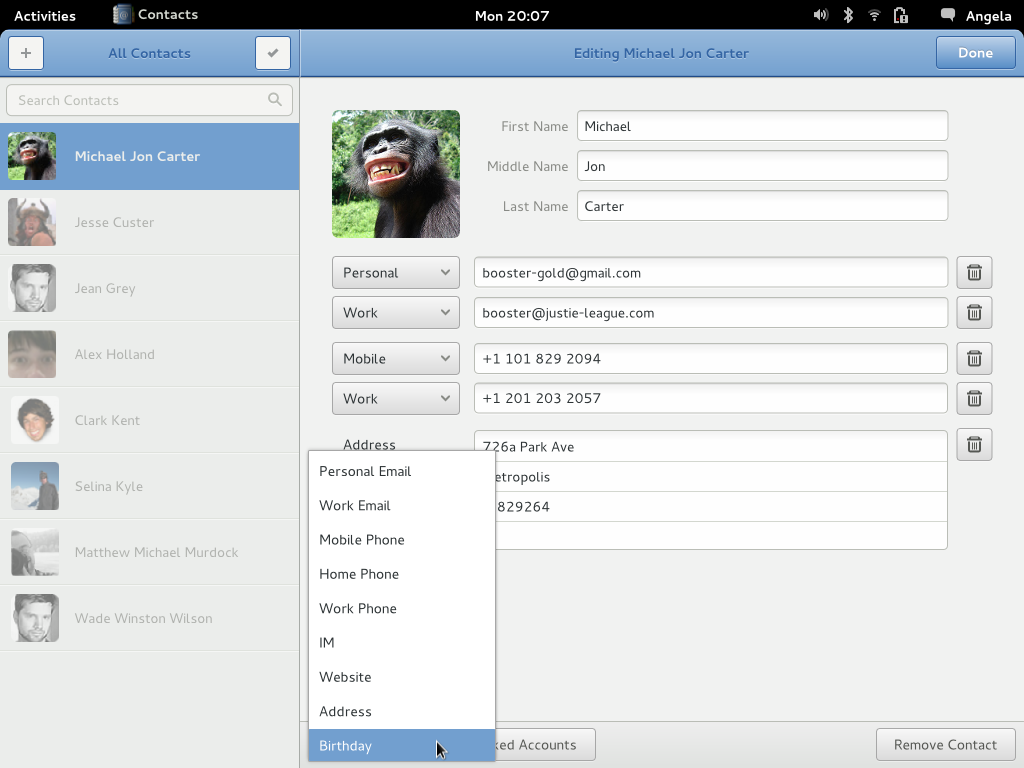 Activities
Contacts
Mon 20:07
Angela
All Contacts
Editing Michael Jon Carter
Done
Search Contacts
Michael Jon Carter
Jesse Custer
Jean Grey
Alex Holland
Clark Kent
Selina Kyle
Matthew Michael Murdock
Wade Winston Wilson
First Name Michael
Middle Name Jon
Last Name Carter
Personal booster-gold@gmail.com
Work booster@justie-league.com
Mobile +1 101 829 2094
Work +1 201 203 2057
Address 726a Park Ave
etropolis
829264
Personal Email
Work Email
Mobile Phone
Home Phone
Work Phone
IM
Website
Address
Birthday
ked Accounts
Remove Contact